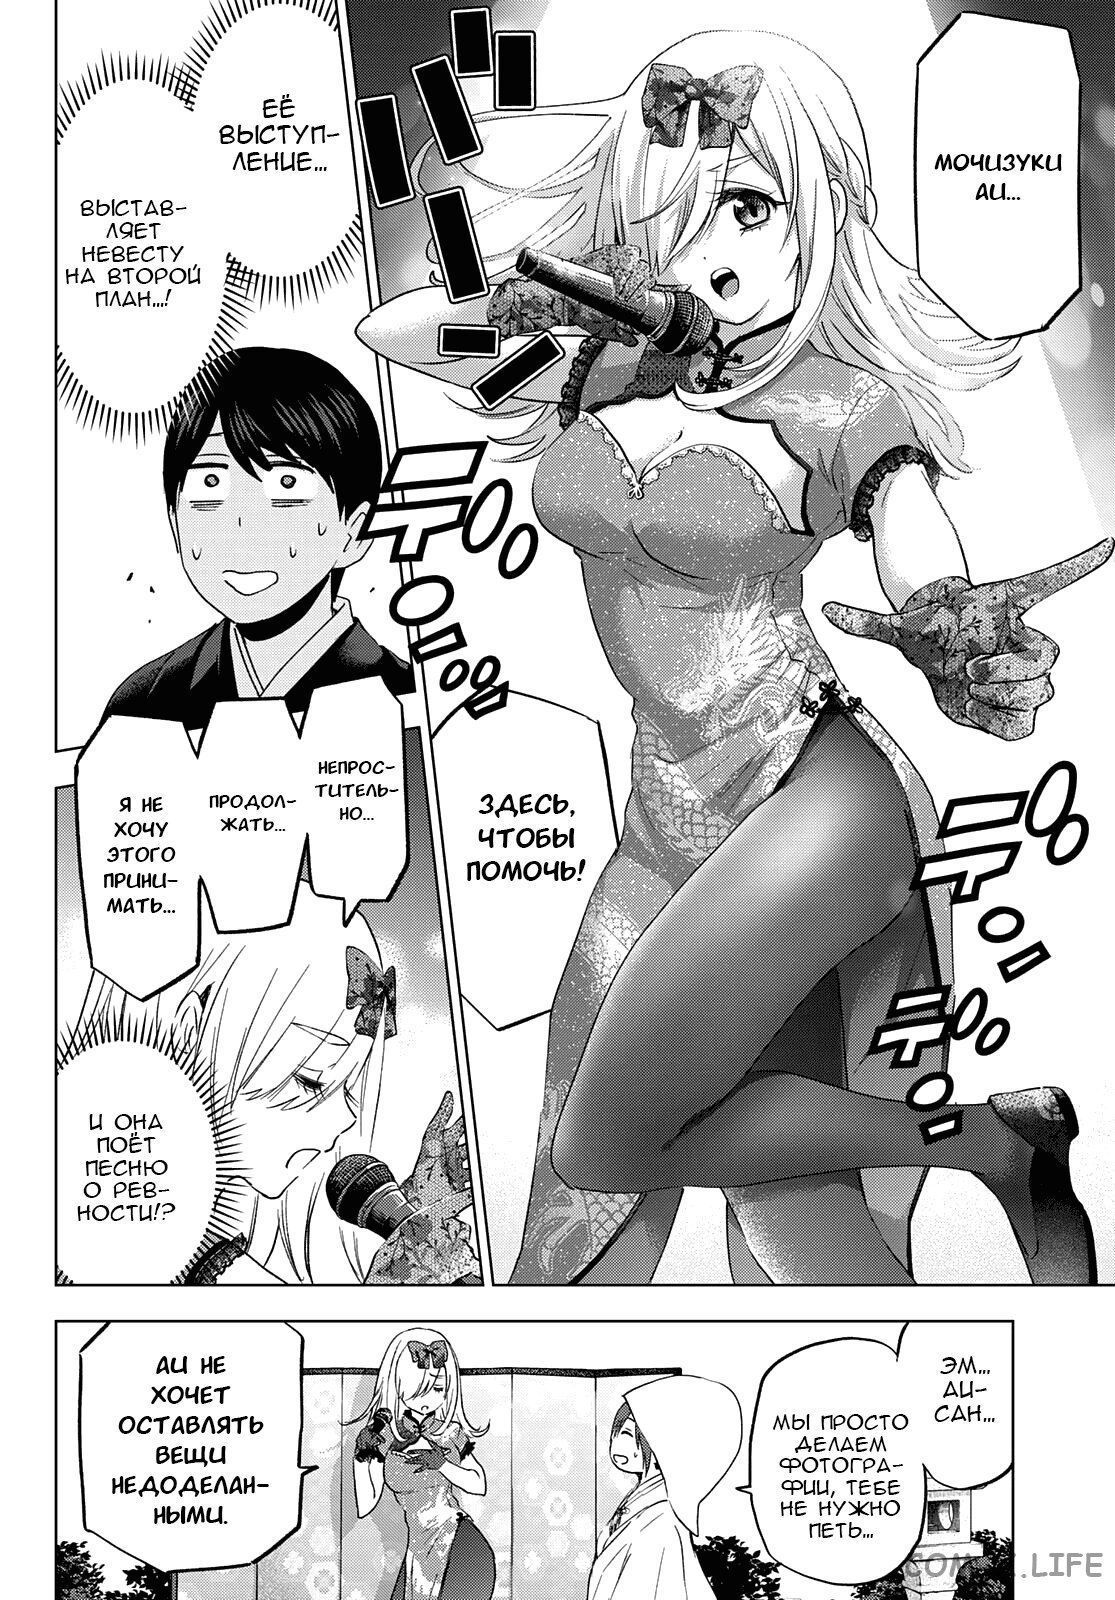 МОЧИЗУКИ
АИ...
ЕЁ
ВЫСТУП-
ЛЕНИЕ...
ВЫСТАВ-
ЛЯЕТ
НЕВЕСТУ
НА ВТОРОЙ
ПЛАН...!
ЗДЕСЬ,
ЧТОБЫ
ПОМОЧЬ!
НЕПРОС-
ТИТЕЛЬ-
НО...
ПРОДОЛ-
ЖАТЬ...
Я НЕ
ХОЧУ
ЭТОГО
ПРИНИ-
МАТЬ...
И ОНА
ПОЁТ
ПЕСНЮ
О РЕВ-
НОСТИ!?
ЭМ...
АИ-
САН...
МЫ ПРОСТО
ДЕЛАЕМ
ФОТОГРА-
ФИИ, ТЕБЕ
НЕ НУЖНО
ПЕТЬ...
АИ НЕ
ХОЧЕТ
ОСТАВЛЯТЬ
ВЕЩИ
НЕДОДЕЛАН-
НЫМИ.